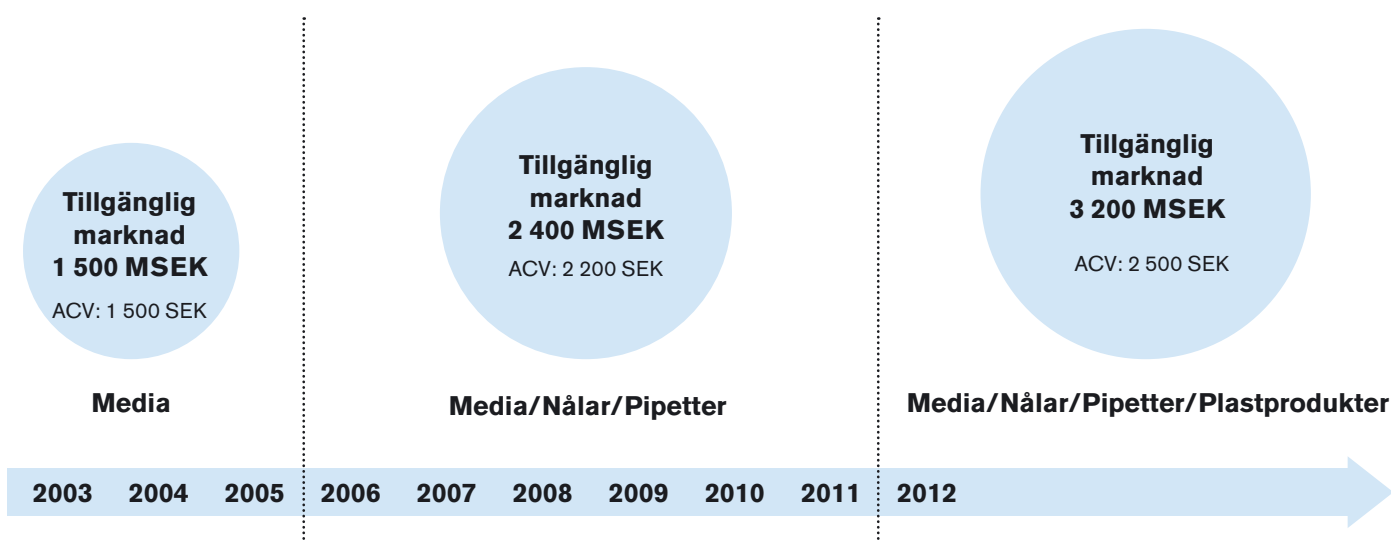 Tillgänglig
marknad
1 500 MSEK
ACV: 1 500 SEK
Media
Tillgänglig
marknad
2 400 MSEK
ACV: 2 200 SEK
Media/Nålar/Pipetter
Tillgänglig
marknad
3 200 MSEK
ACV: 2 500 SEK
Media/Nålar/Pipetter/Plastprodukter
2003 2004 2005 2006 2007 2008 2009 2010 2011 2012